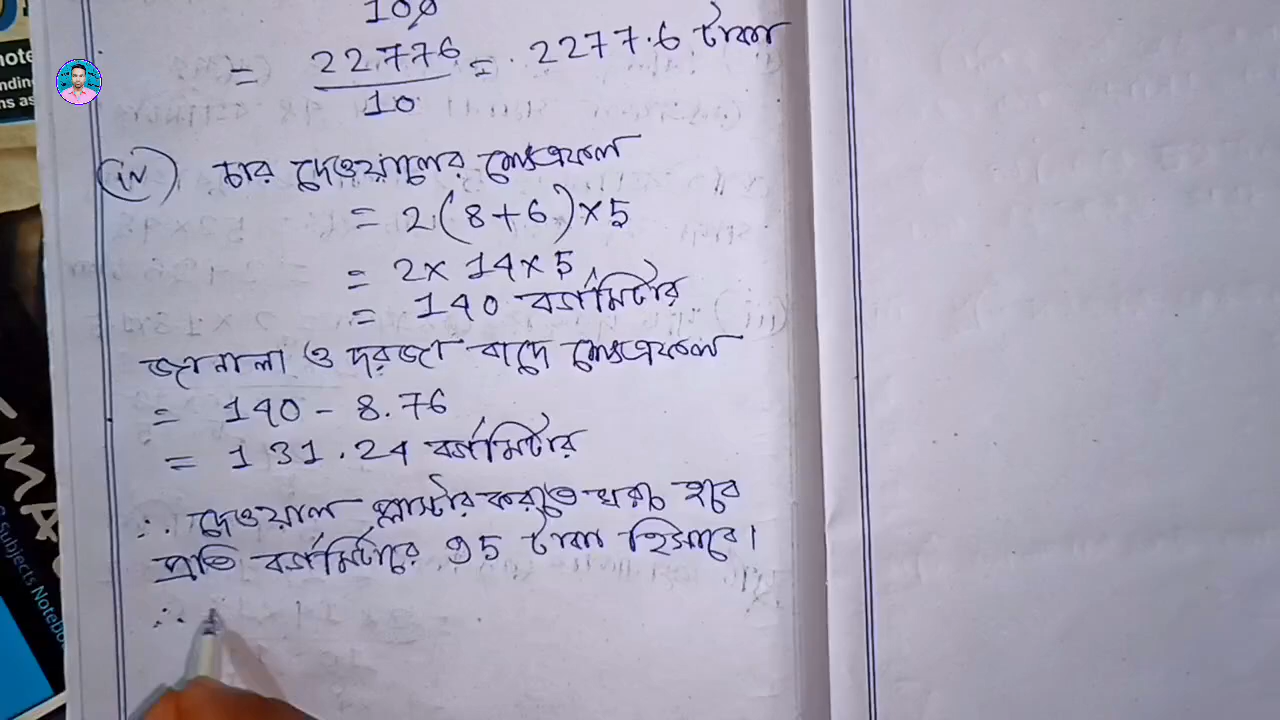 100
= 22776 / 10 = 2277.6 টাকা
(iv) চার দেওয়ালের ক্ষেত্রফল
= 2(8+6)×5
= 2×14×5
= 140 বর্গমিটার
জানালা ও দরজা বাদে ক্ষেত্রফল
= 140 - 8.76
= 131.24 বর্গমিটার
∴ দেওয়াল প্লাস্টার করতে খরচ হবে
প্রতি বর্গমিটারে 95 টাকা হিসাবে।
∴